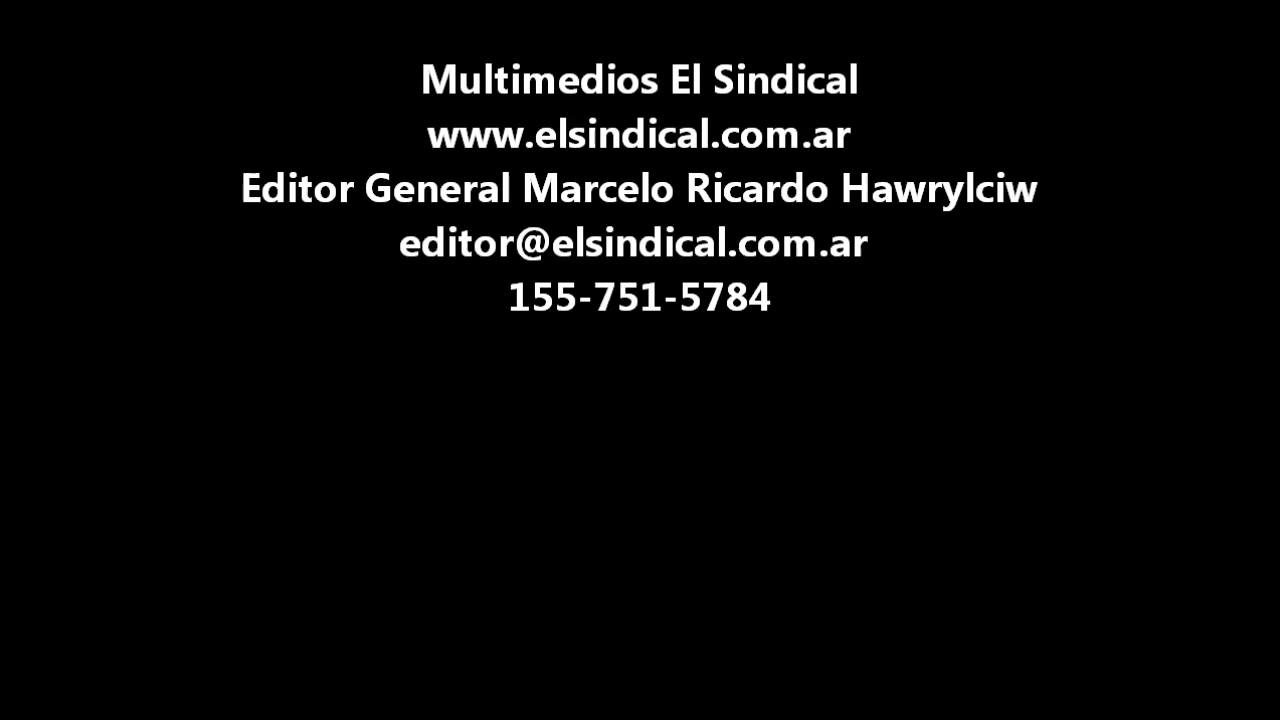 Multimedios El Sindical
www.elsindical.com.ar
Editor General Marcelo Ricardo Hawrylciw
editor@elsindical.com.ar
155-751-5784